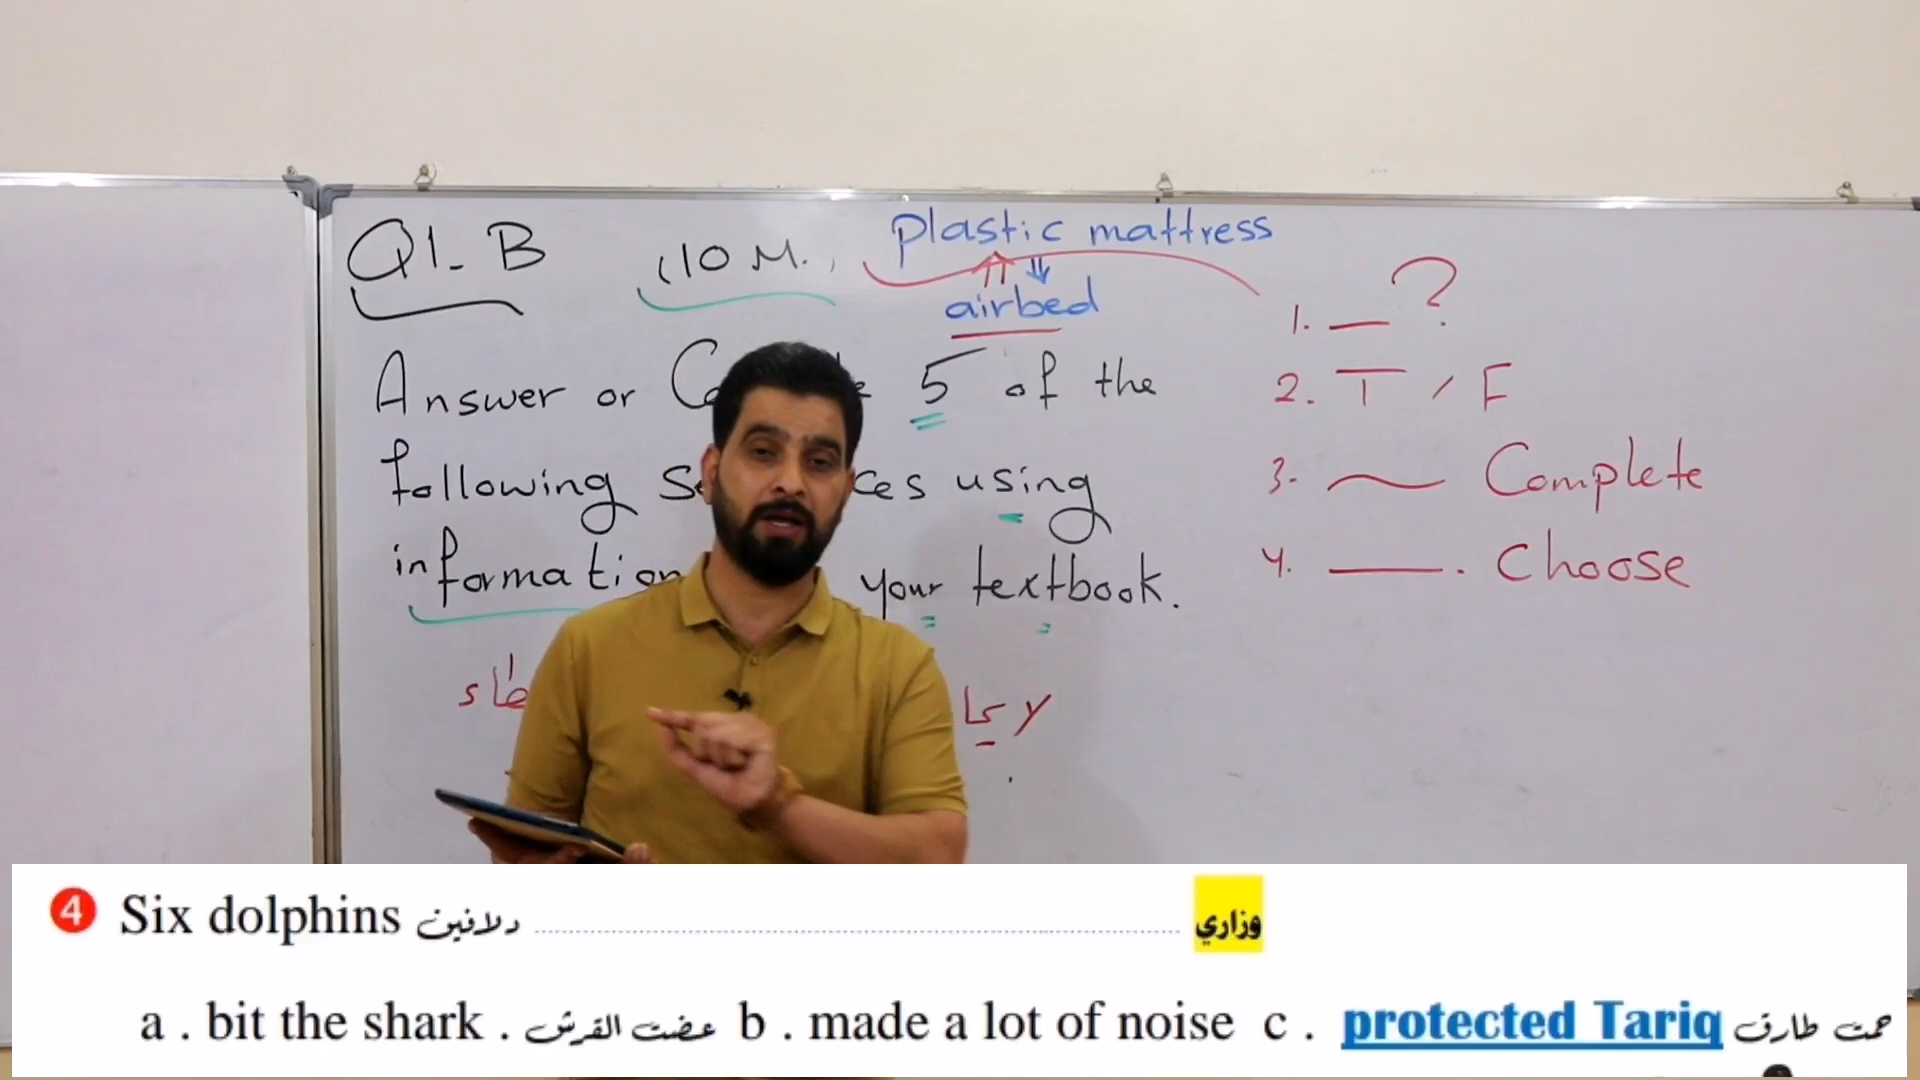 Q1- B (10 M.)
plastic mattress
airbed
Answer or 5 of the
following using
information your textbook.
1. — ?
2. T / F
3. Complete
4. —. Choose
4 Six dolphins دلافين وزاري
a . bit the shark . عضت القرش b . made a lot of noise c . protected Tariq حمت طارق